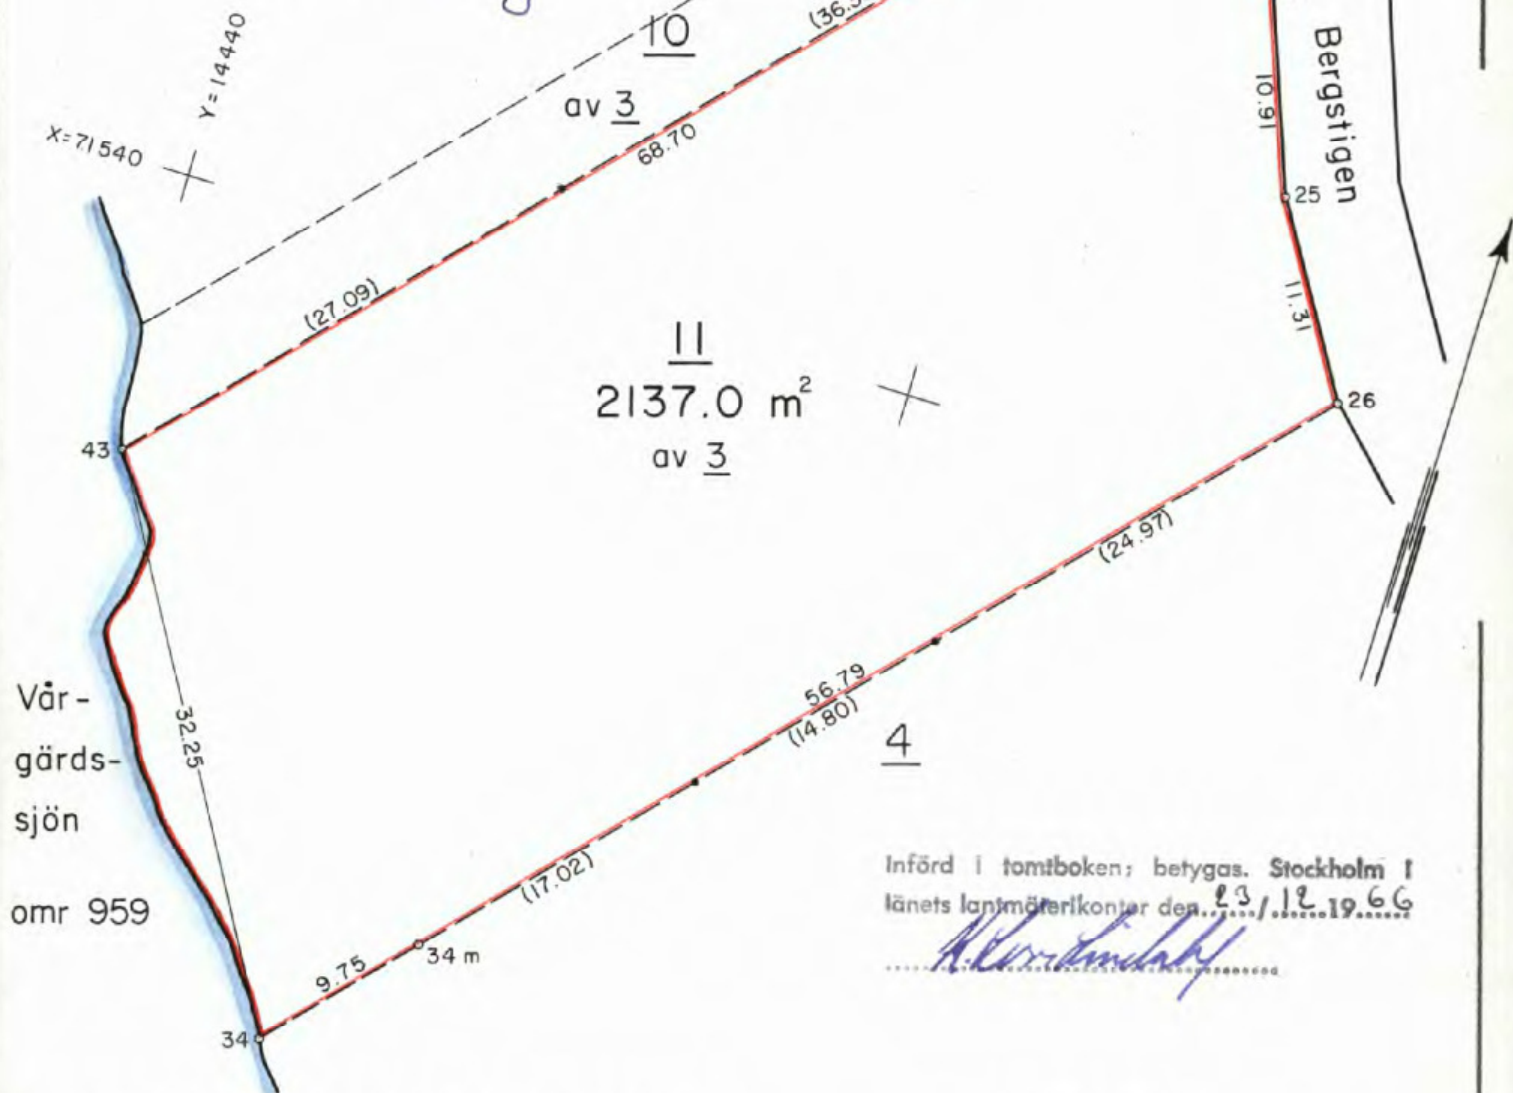 Y=14440
X=71540
10
av 3
68.70
(27.09)
10.91
Bergstigen
25
11.31
26
43
11
2137.0 m²
av 3
(24.97)
56.79
(14.80)
4
32.25
Vår-
gärds-
sjön
omr 959
(17.02)
9.75
34 m
34
Införd i tomtboken; betygas. Stockholm I
länets lantmäterikontor den 23/12 1966